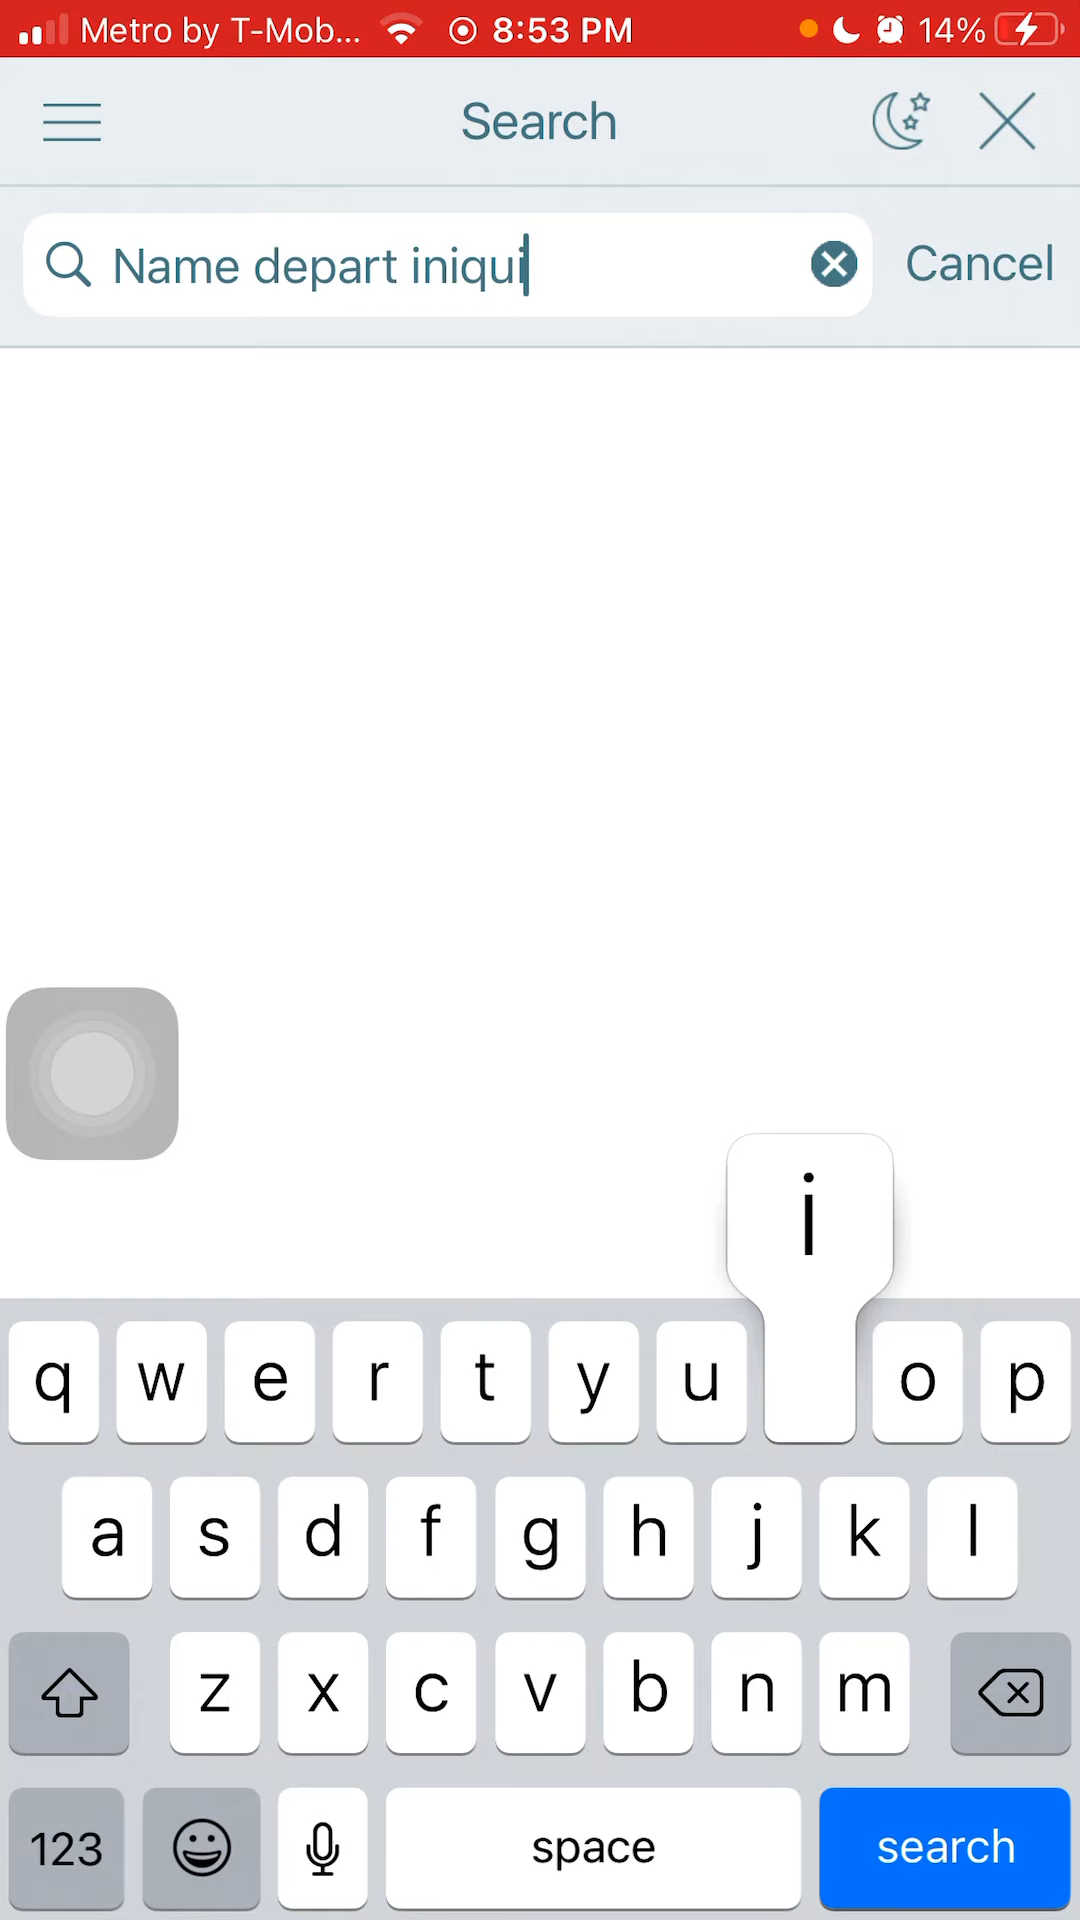 Metro by T-Mob... 8:53 PM 14%
Search
Name depart iniqui Cancel
i
q w e r t y u o p
a s d f g h j k l
z x c v b n m
123 space search